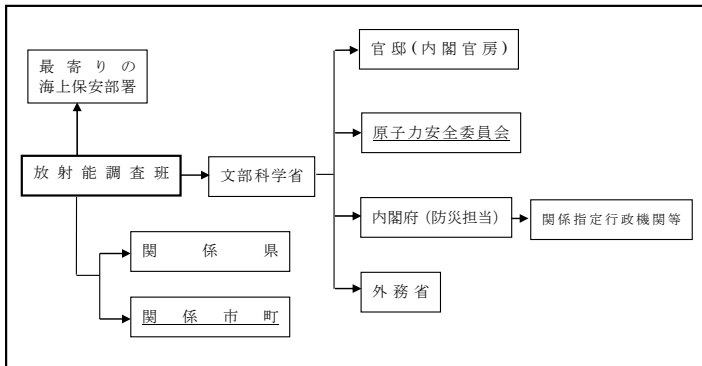 官邸(内閣官房)
最寄りの
海上保安部署
原子力安全委員会
放射能調査班
文部科学省
内閣府(防災担当)
関係指定行政機関等
関係県
外務省
関係市町